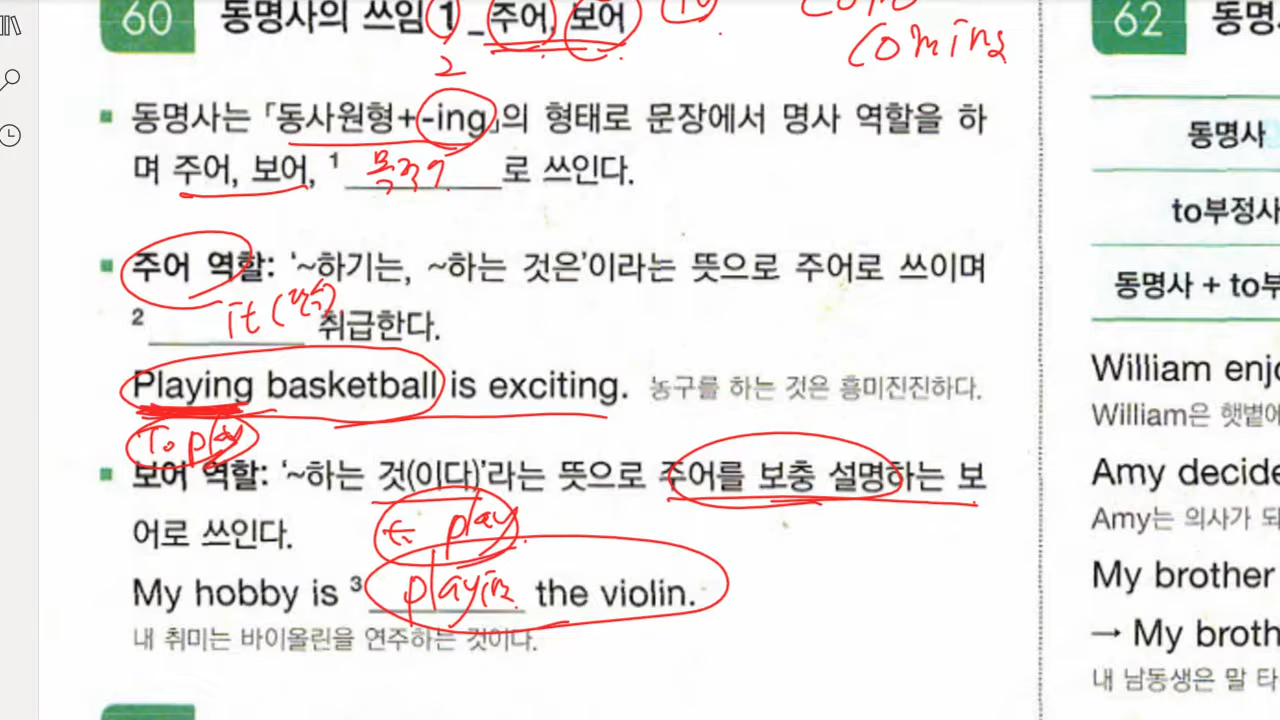 60 동명사의 쓰임 1 _ 주어, 보어
2
coming
동명사는 「동사원형+-ing」의 형태로 문장에서 명사 역할을 하
며 주어, 보어, ¹ 목적어 로 쓰인다.
주어 역할: '~하기는, ~하는 것은'이라는 뜻으로 주어로 쓰이며
² it (단수) 취급한다.
Playing basketball is exciting. 농구를 하는 것은 흥미진진하다.
To play
보어 역할: '~하는 것(이다)'라는 뜻으로 주어를 보충 설명하는 보
어로 쓰인다.
to play
My hobby is ³ playing the violin.
내 취미는 바이올린을 연주하는 것이다.
62 동명
동명사
to부정사
동명사 + to부
William enj
William은 햇볕에
Amy decide
Amy는 의사가 되
My brother
→ My broth
내 남동생은 말 타